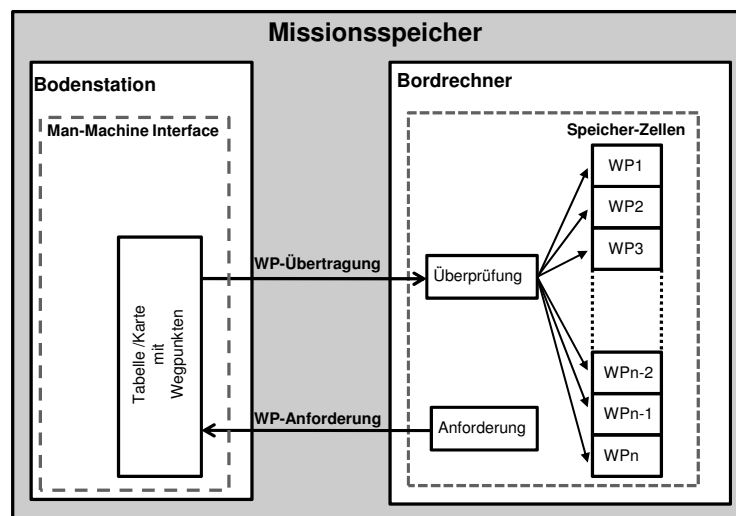 Missionsspeicher
Bodenstation
Man-Machine Interface
Tabelle /Karte
mit
Wegpunkten
WP-Übertragung
WP-Anforderung
Bordrechner
Speicher-Zellen
Überprüfung
Anforderung
WP1
WP2
WP3
WPn-2
WPn-1
WPn